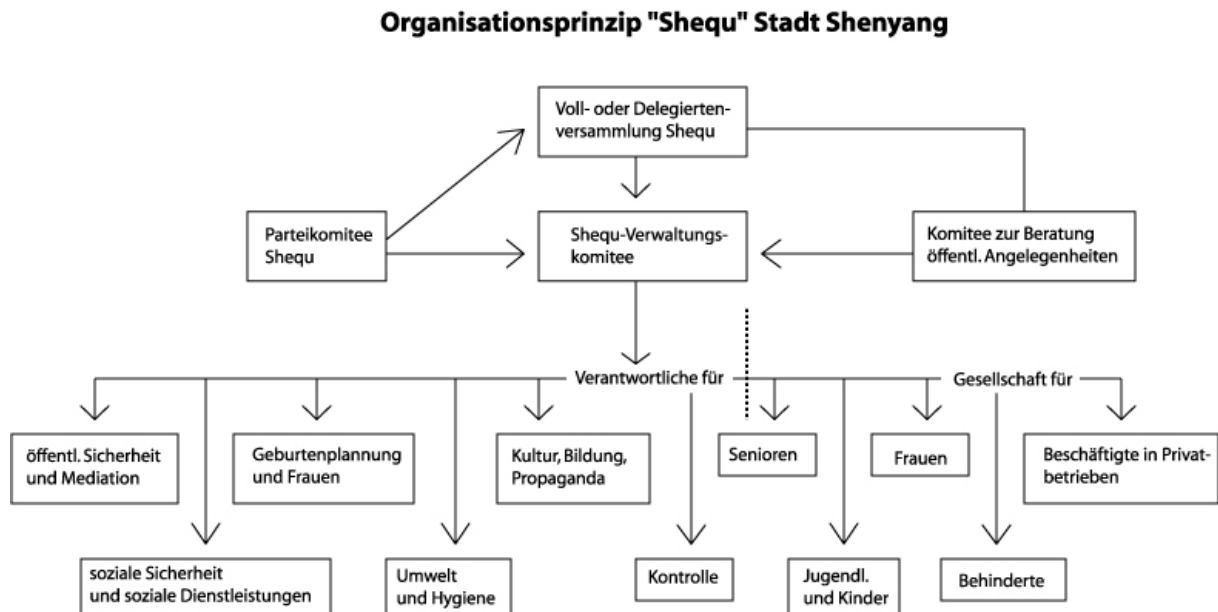 Organisationsprinzip "Shequ" Stadt Shenyang
Voll- oder Delegierten-
versammlung Shequ
Parteikomitee
Shequ
Shequ-Verwaltungs-
komitee
Komitee zur Beratung
öffentl. Angelegenheiten
Verantwortliche für
Gesellschaft für
öffentl. Sicherheit
und Mediation
Geburtenplannung
und Frauen
Kultur, Bildung,
Propaganda
Senioren
Frauen
Beschäftigte in Privat-
betrieben
soziale Sicherheit
und soziale Dienstleistungen
Umwelt
und Hygiene
Kontrolle
Jugendl.
und Kinder
Behinderte